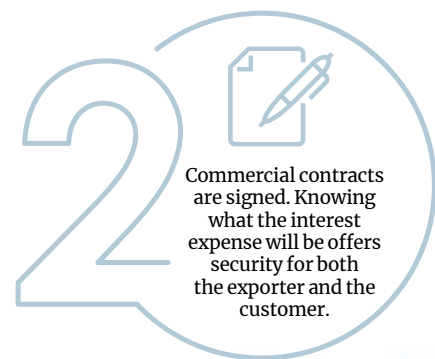 2
Commercial contracts
are signed. Knowing
what the interest
expense will be offers
security for both
the exporter and the
customer.